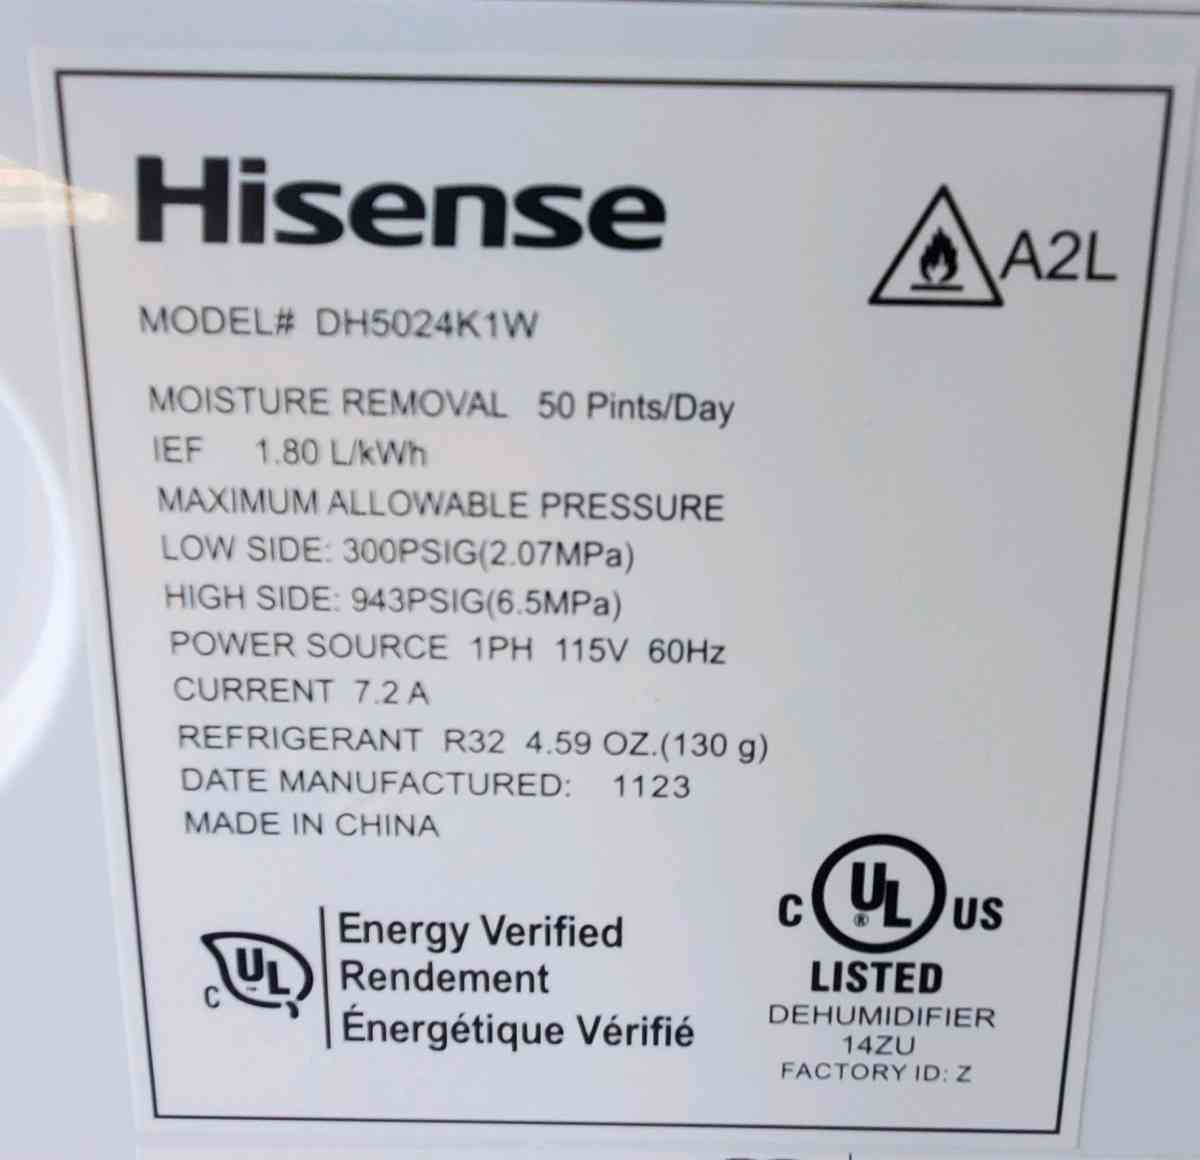 Hisense
A2L
MODEL# DH5024K1W
MOISTURE REMOVAL 50 Pints/Day
IEF 1.80 L/kWh
MAXIMUM ALLOWABLE PRESSURE
LOW SIDE: 300PSIG(2.07MPa)
HIGH SIDE: 943PSIG(6.5MPa)
POWER SOURCE 1PH 115V 60Hz
CURRENT 7.2 A
REFRIGERANT R32 4.59 OZ.(130 g)
DATE MANUFACTURED: 1123
MADE IN CHINA
C UL
Energy Verified
Rendement
Énergétique Vérifié
C UL ® US
LISTED
DEHUMIDIFIER
14ZU
FACTORY ID: Z